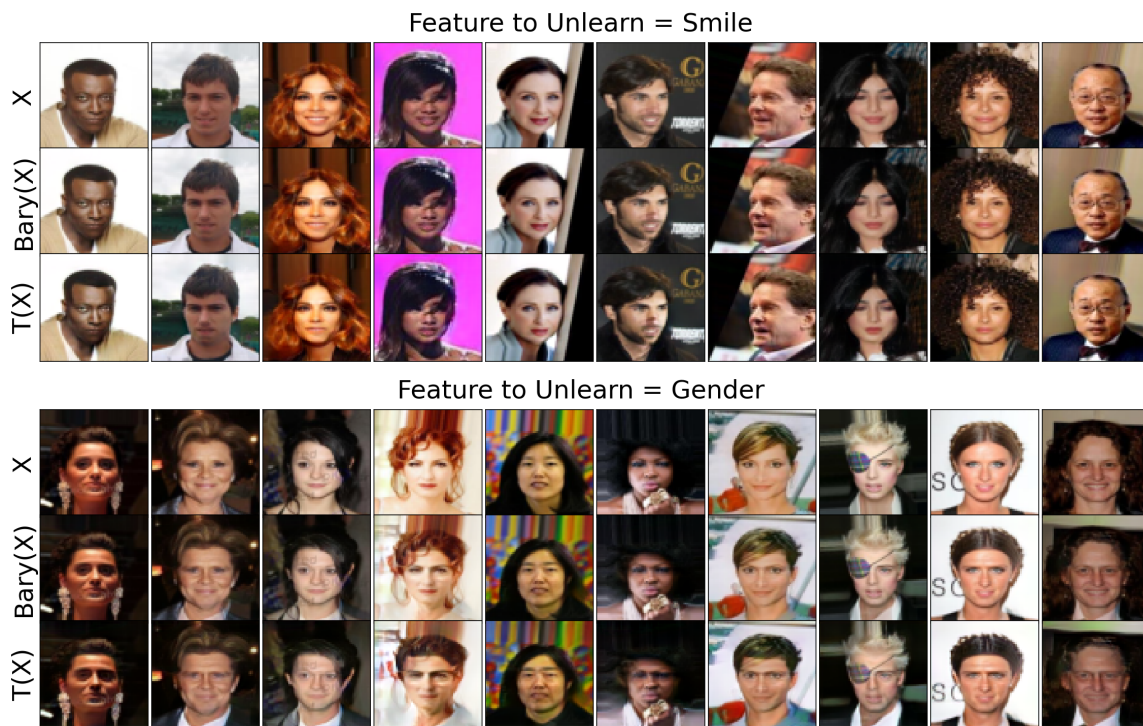 Feature to Unlearn = Smile
X
Bary(X)
T(X)
Feature to Unlearn = Gender
X
Bary(X)
T(X)